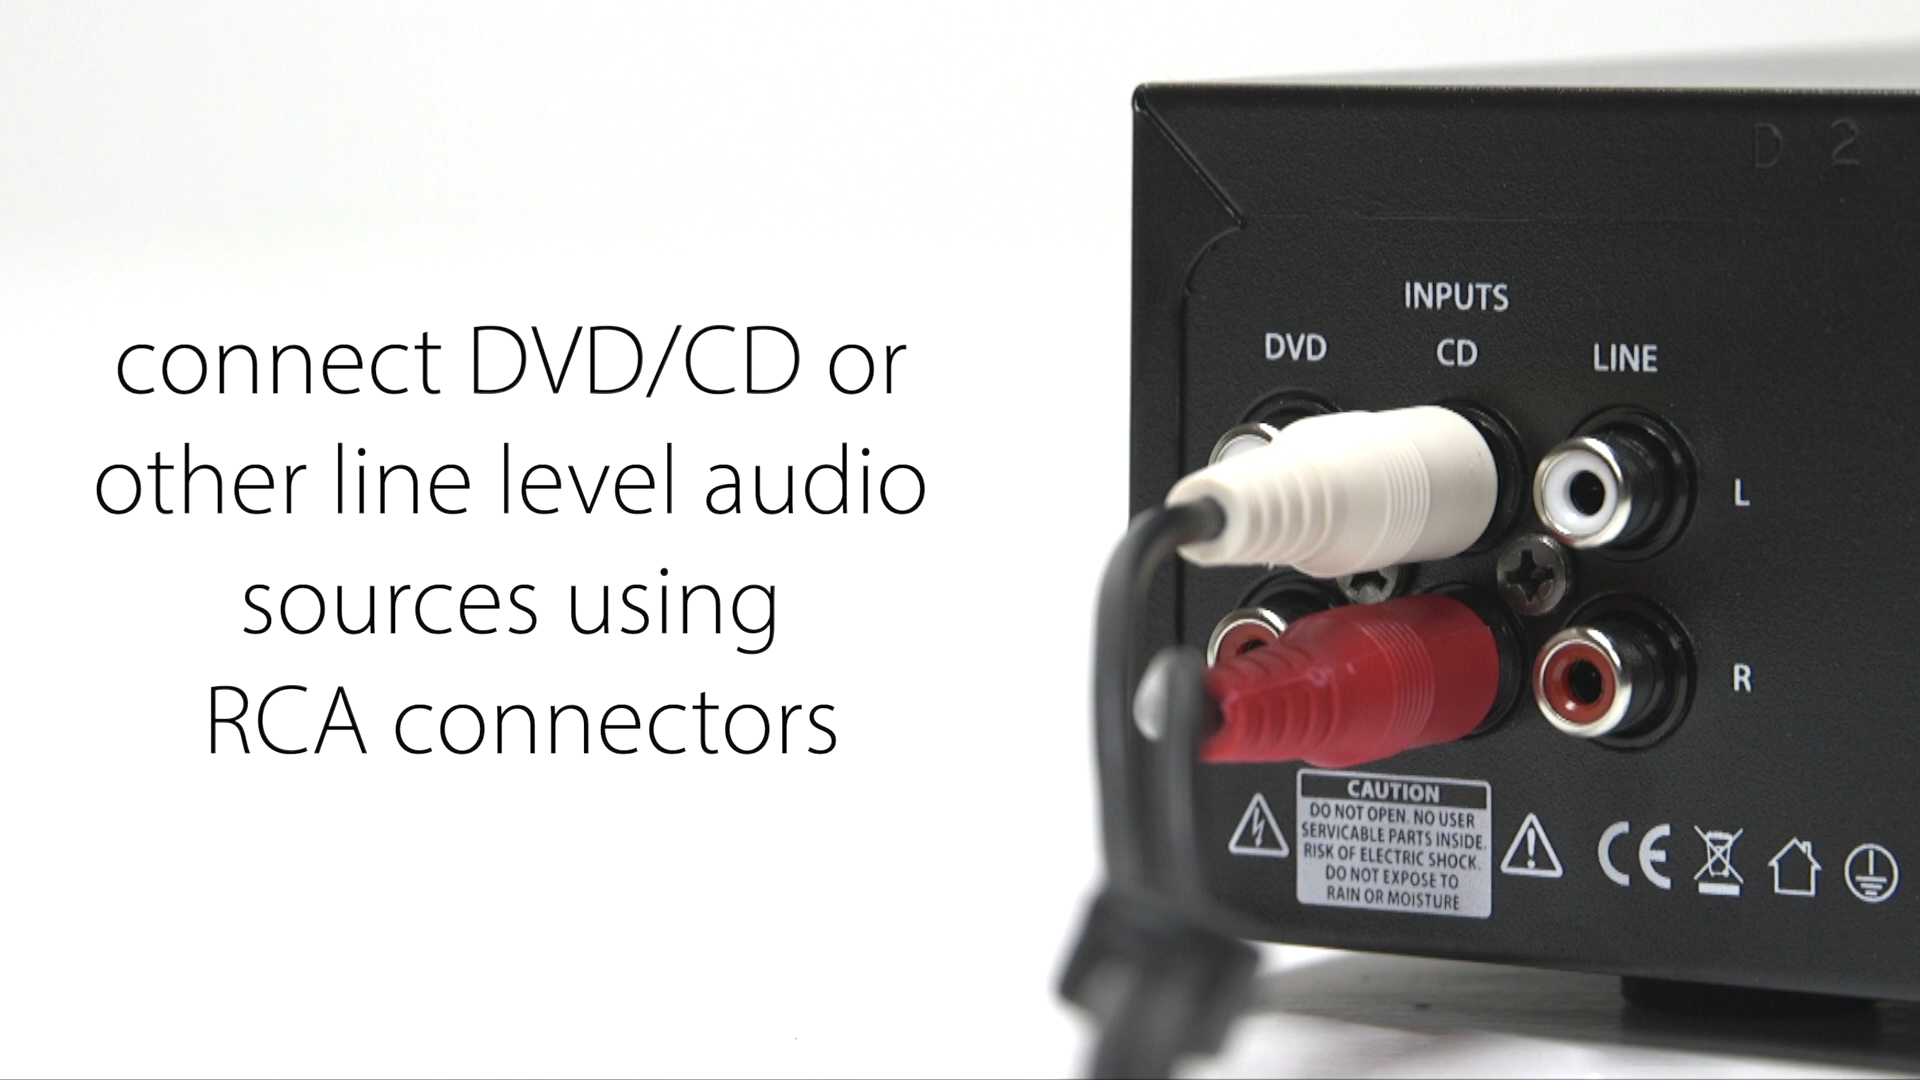 connect DVD/CD or
other line level audio
sources using
RCA connectors
D 2
INPUTS
DVD CD LINE
L
R
CAUTION
DO NOT OPEN. NO USER
SERVICABLE PARTS INSIDE.
RISK OF ELECTRIC SHOCK.
DO NOT EXPOSE TO
RAIN OR MOISTURE
CE